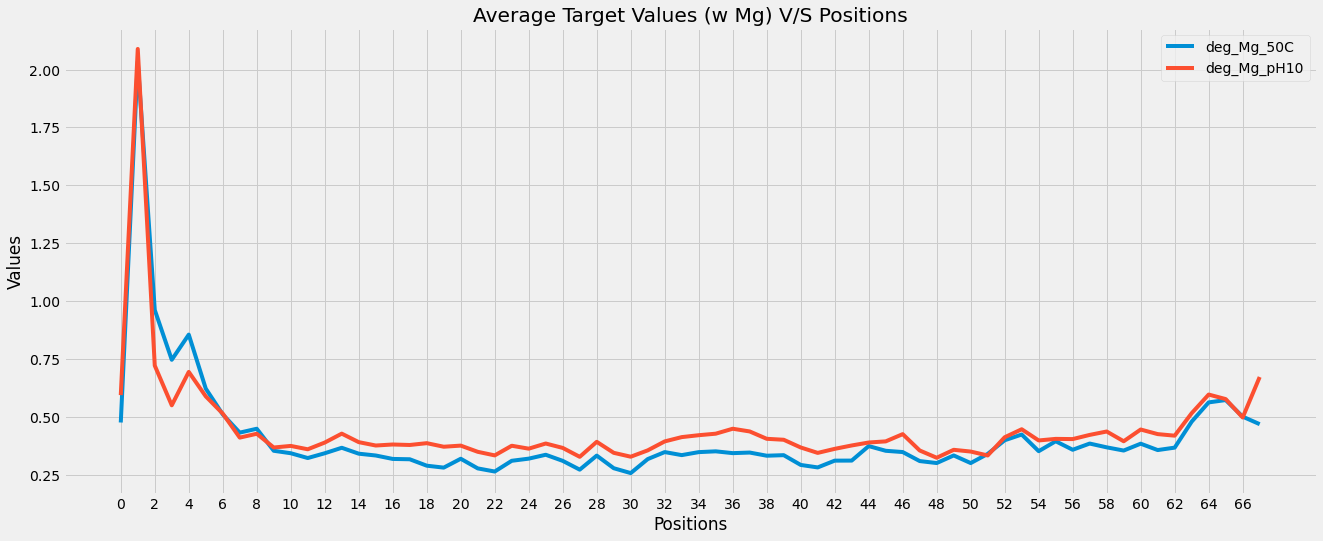 Average Target Values (w Mg) V/S Positions
deg_Mg_50C
deg_Mg_pH10
2.00
1.75
1.50
1.25
1.00
0.75
0.50
0.25
Values
0 2 4 6 8 10 12 14 16 18 20 22 24 26 28 30 32 34 36 38 40 42 44 46 48 50 52 54 56 58 60 62 64 66
Positions